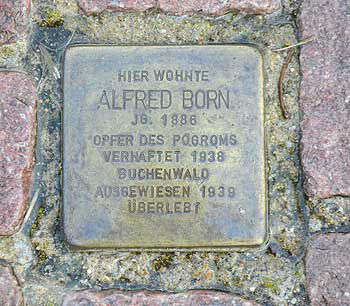 HIER WOHNTE
ALFRED BORN
JG. 1886
OPFER DES POGROMS
VERHAFTET 1938
BUCHENWALD
AUSGEWIESEN 1939
ÜBERLEBT